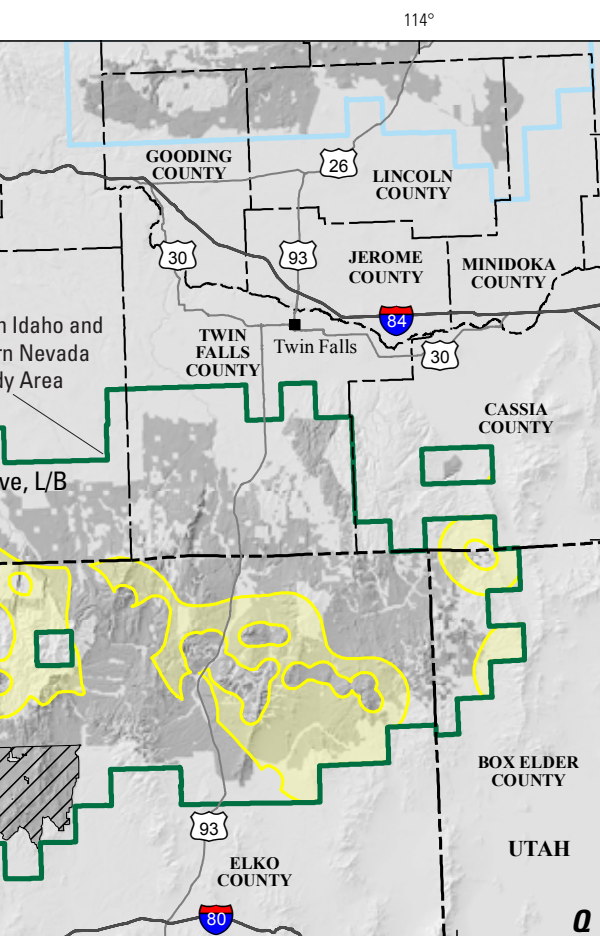 114°
GOODING
COUNTY
26
LINCOLN
COUNTY
30
93
JEROME
COUNTY
MINIDOKA
COUNTY
84
n Idaho and
rn Nevada
dy Area
TWIN
FALLS
COUNTY
Twin Falls
30
CASSIA
COUNTY
ve, L/B
BOX ELDER
COUNTY
93
UTAH
ELKO
COUNTY
80
Q